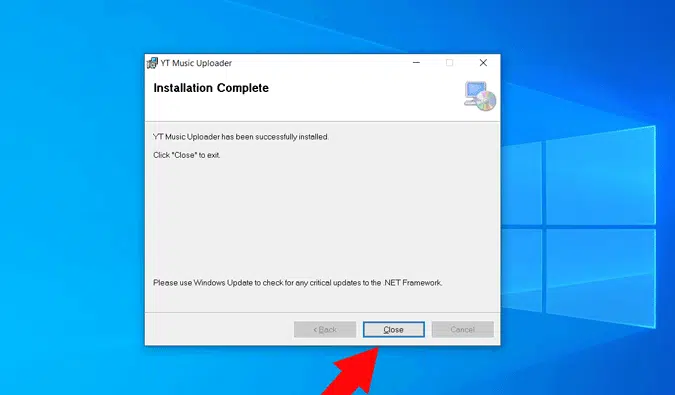 YT Music Uploader
Installation Complete
YT Music Uploader has been successfully installed.
Click "Close" to exit.
Please use Windows Update to check for any critical updates to the .NET Framework.
< Back
Close
Cancel